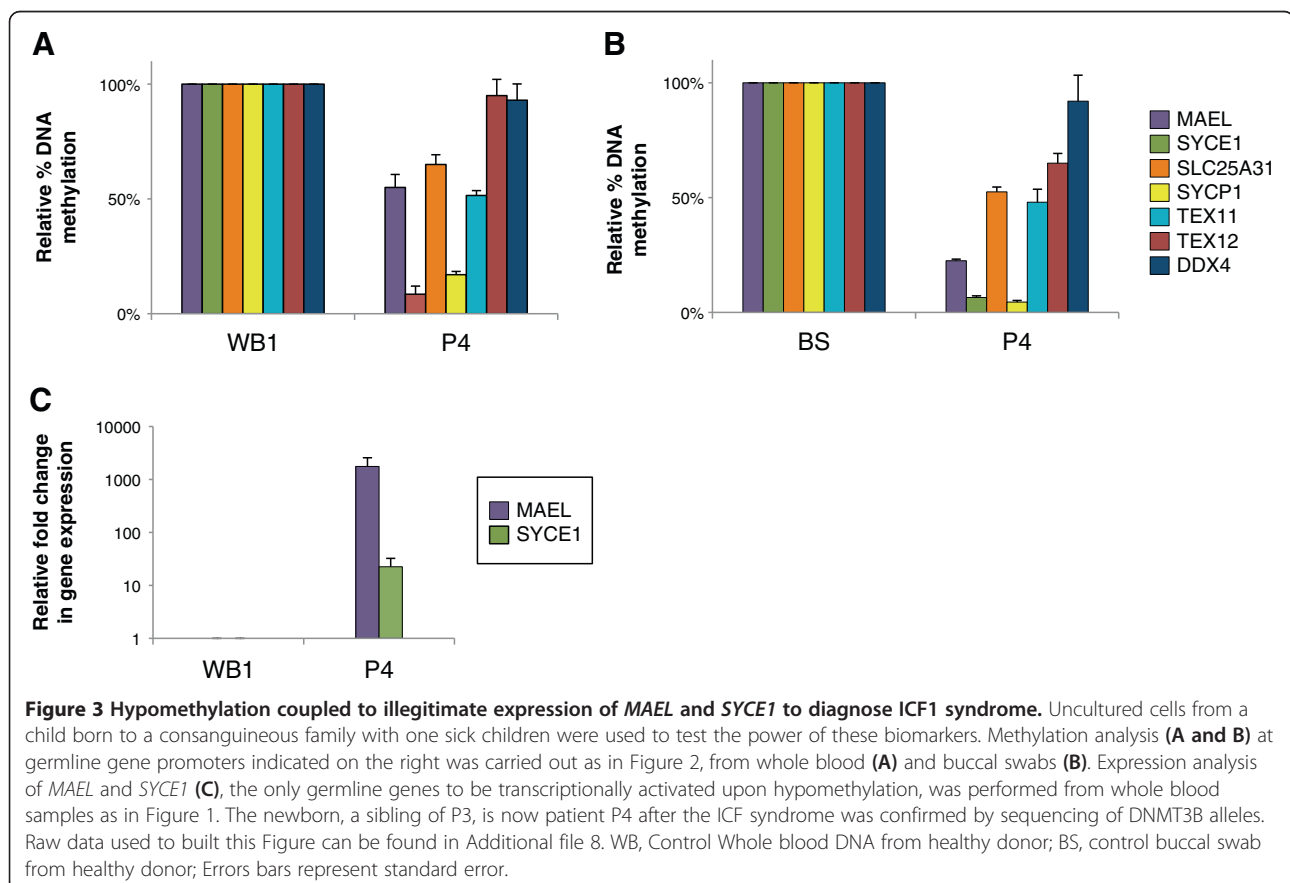 A
Relative % DNA
methylation
100%
50%
0%
WB1
P4
B
Relative % DNA
methylation
100%
50%
0%
BS
P4
MAEL
SYCE1
SLC25A31
SYCP1
TEX11
TEX12
DDX4
C
Relative fold change
in gene expression
10000
1000
100
10
1
WB1
P4
MAEL
SYCE1
Figure 3 Hypomethylation coupled to illegitimate expression of MAEL and SYCE1 to diagnose ICF1 syndrome. Uncultured cells from a
child born to a consanguineous family with one sick children were used to test the power of these biomarkers. Methylation analysis (A and B) at
germline gene promoters indicated on the right was carried out as in Figure 2, from whole blood (A) and buccal swabs (B). Expression analysis
of MAEL and SYCE1 (C), the only germline genes to be transcriptionally activated upon hypomethylation, was performed from whole blood
samples as in Figure 1. The newborn, a sibling of P3, is now patient P4 after the ICF syndrome was confirmed by sequencing of DNMT3B alleles.
Raw data used to built this Figure can be found in Additional file 8. WB, Control Whole blood DNA from healthy donor; BS, control buccal swab
from healthy donor; Errors bars represent standard error.